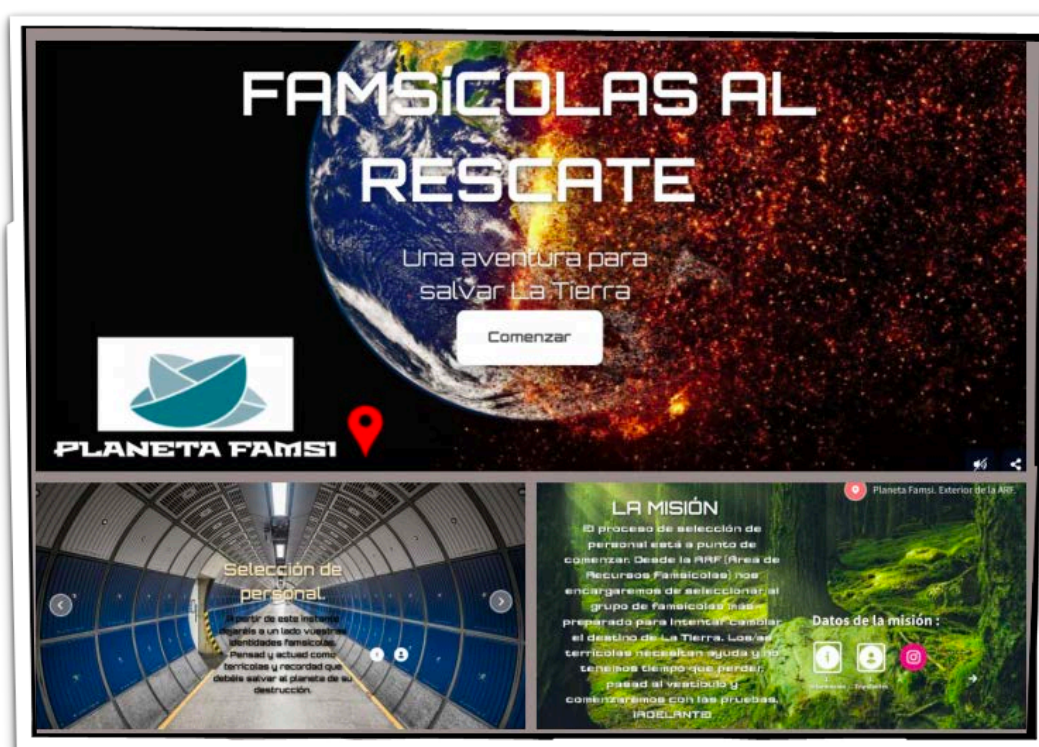 FAMSíCOLAS AL
RESCATE
Una aventura para
salvar La Tierra
Comenzar
PLANETA FAMSI
Selección de
personal
A partir de este instante
dejaréis a un lado vuestras
identidades famsícolas.
Pensad y actuad como
terrícolas y recordad que
debéis salvar al planeta de su
destrucción.
Planeta Famsi. Exterior de la ARF.
LA MISIÓN
El proceso de selección de
personal está a punto de
comenzar. Desde la ARF (Área de
Recursos Famsícolas) nos
encargaremos de seleccionar al
grupo de famsícolas más
preparado para intentar cambiar
el destino de La Tierra. Los/as
terrícolas necesitan ayuda y no
tenemos tiempo que perder,
pasad al vestíbulo y
comenzaremos con las pruebas.
¡ADELANTE!
Datos de la misión :
Información